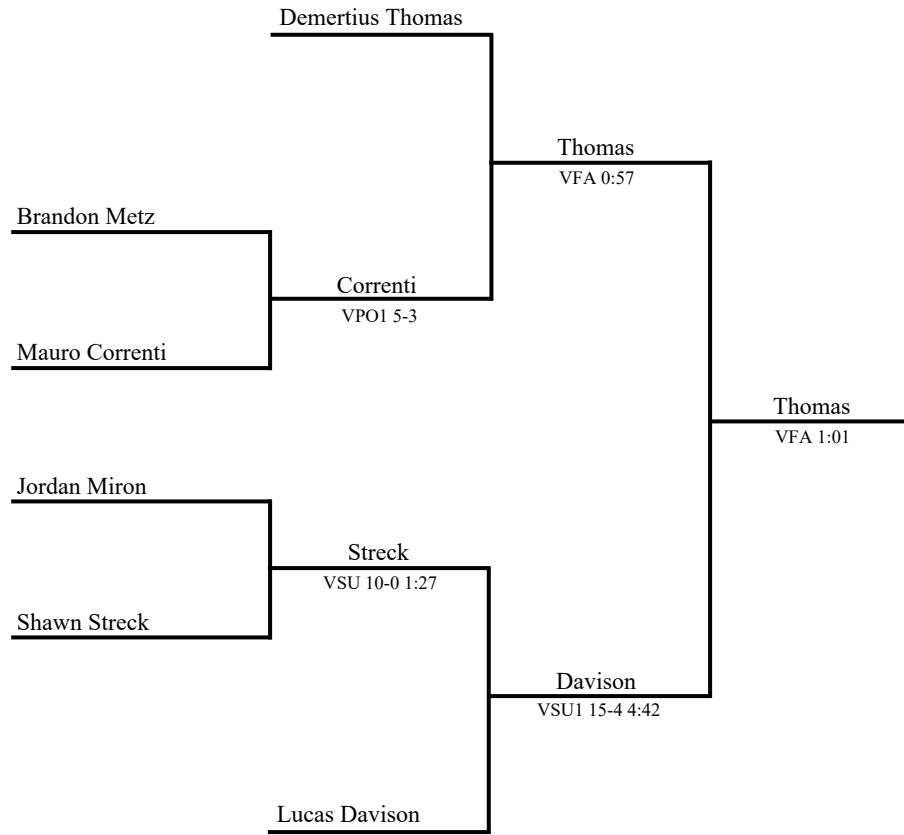 Demertius Thomas
Thomas
VFA 0:57
Brandon Metz
Correnti
VPO1 5-3
Mauro Correnti
Thomas
VFA 1:01
Jordan Miron
Streck
VSU 10-0 1:27
Shawn Streck
Davison
VSU1 15-4 4:42
Lucas Davison